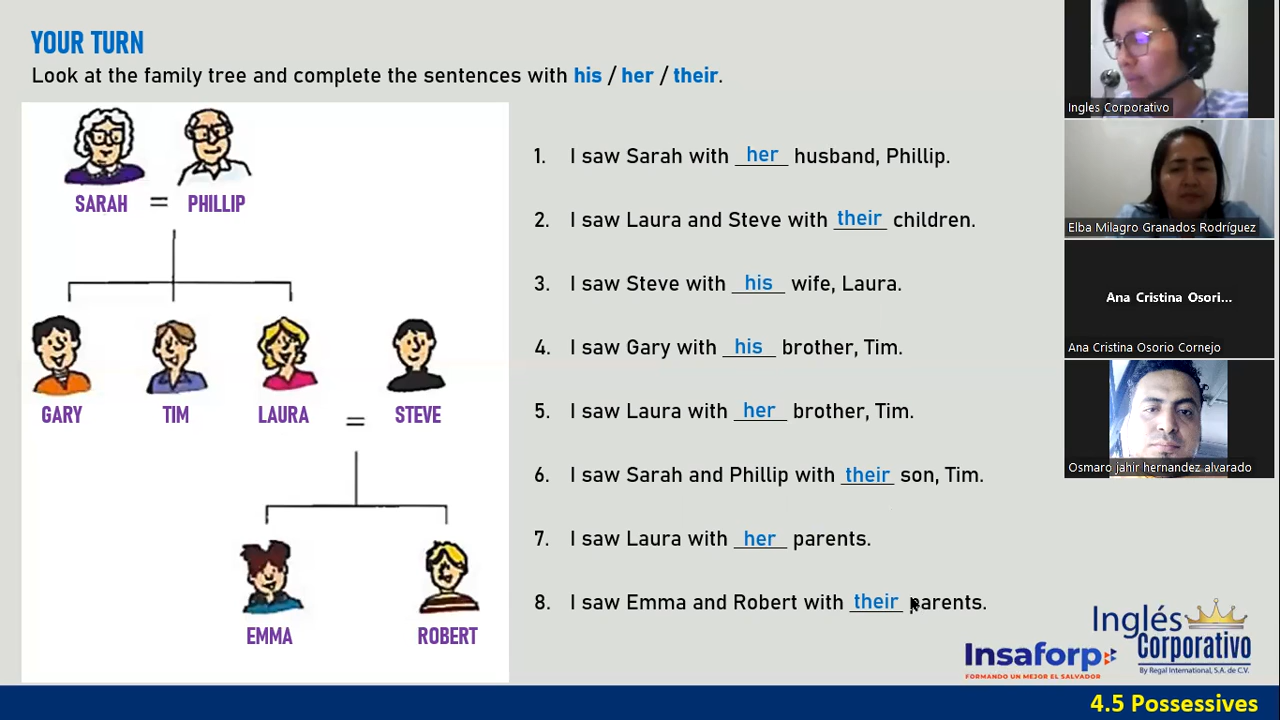 YOUR TURN
Look at the family tree and complete the sentences with his / her / their.
SARAH = PHILLIP
GARY TIM LAURA = STEVE
EMMA ROBERT
1. I saw Sarah with her husband, Phillip.
2. I saw Laura and Steve with their children.
3. I saw Steve with his wife, Laura.
4. I saw Gary with his brother, Tim.
5. I saw Laura with her brother, Tim.
6. I saw Sarah and Phillip with their son, Tim.
7. I saw Laura with her parents.
8. I saw Emma and Robert with their parents.
Ingles Corporativo
Elba Milagro Granados Rodríguez
Ana Cristina Osori...
Ana Cristina Osorio Cornejo
Osmaro jahir hernandez alvarado
Insaforp
FORMANDO UN MEJOR EL SALVADOR
Inglés
Corporativo
By Regal International, S.A. de C.V.
4.5 Possessives